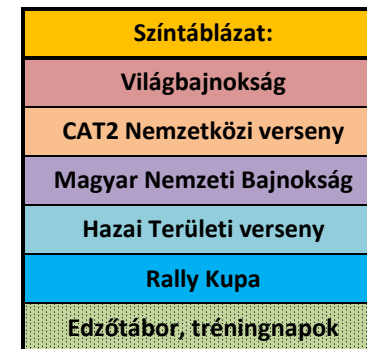 Színtáblázat:
Világbajnokság
CAT2 Nemzetközi verseny
Magyar Nemzeti Bajnokság
Hazai Területi verseny
Rally Kupa
Edzőtábor, tréningnapok